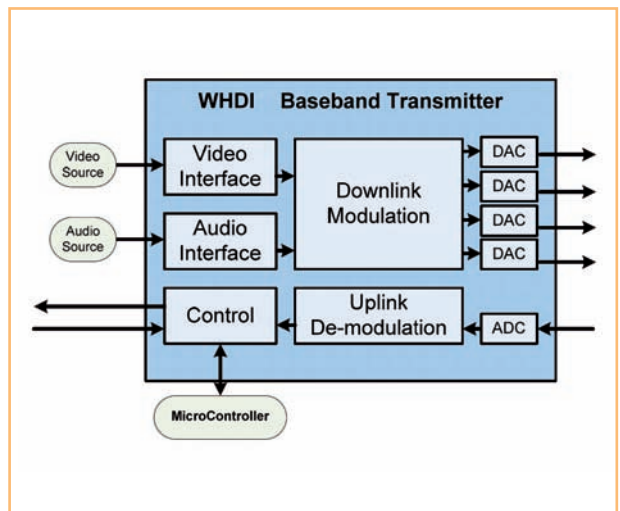 WHDI Baseband Transmitter
Video
Source
Video
Interface
Audio
Source
Audio
Interface
Downlink
Modulation
DAC
DAC
DAC
DAC
Control
Uplink
De-modulation
ADC
MicroController